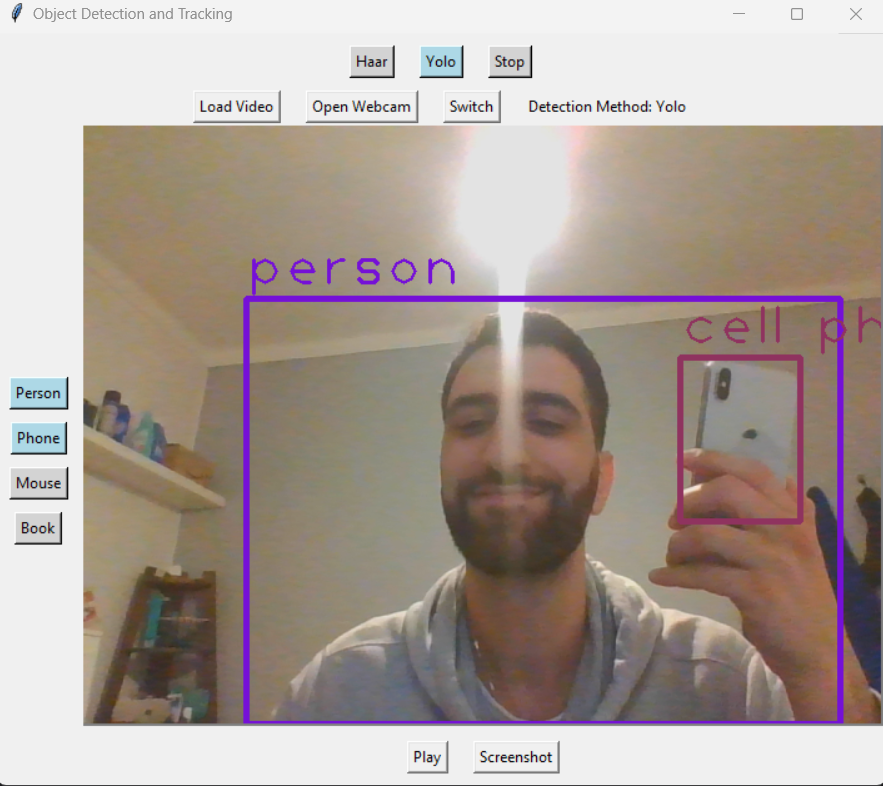 Object Detection and Tracking
Haar Yolo Stop
Load Video Open Webcam Switch Detection Method: Yolo
person
cell ph
Person
Phone
Mouse
Book
Play Screenshot